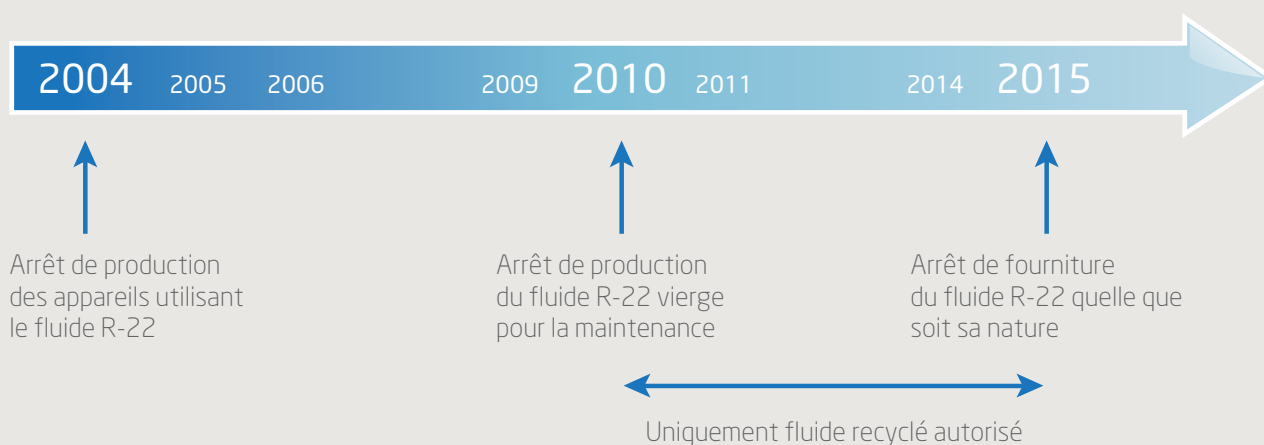 2004 2005 2006 2009 2010 2011 2014 2015
Arrêt de production
des appareils utilisant
le fluide R-22
Arrêt de production
du fluide R-22 vierge
pour la maintenance
Arrêt de fourniture
du fluide R-22 quelle que
soit sa nature
Uniquement fluide recyclé autorisé